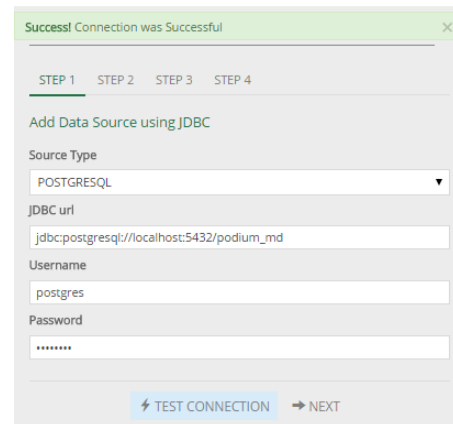 Success! Connection was Successful ×
STEP 1 STEP 2 STEP 3 STEP 4
Add Data Source using JDBC
Source Type
POSTGRESQL
JDBC url
jdbc:postgresql://localhost:5432/podium_md
Username
postgres
Password
••••••••
TEST CONNECTION NEXT